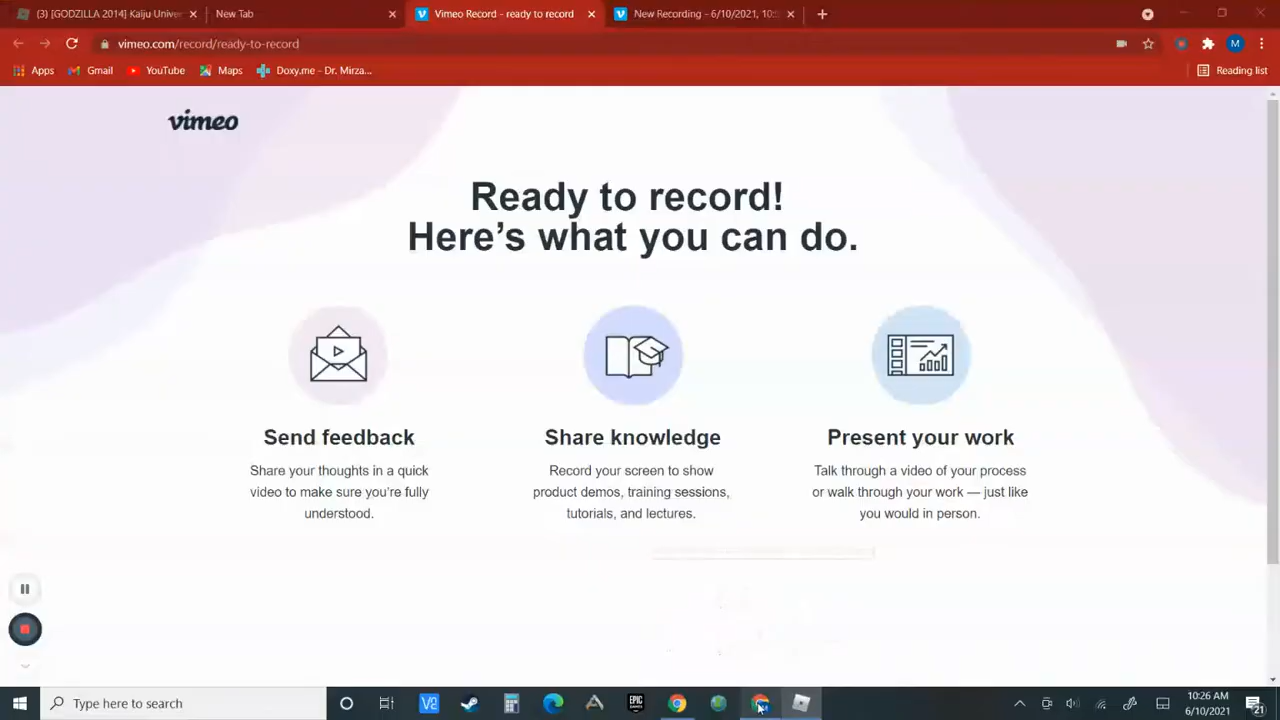 (3) [GODZILLA 2014] Kaiju Univer
New Tab
Vimeo Record - ready to record
New Recording - 6/10/2021, 10:
vimeo.com/record/ready-to-record
M
Apps
Gmail
YouTube
Maps
Doxy.me - Dr. Mirza...
Reading list
vimeo
Ready to record!
Here's what you can do.
Send feedback
Share your thoughts in a quick
video to make sure you're fully
understood.
Share knowledge
Record your screen to show
product demos, training sessions,
tutorials, and lectures.
Present your work
Talk through a video of your process
or walk through your work — just like
you would in person.
Type here to search
EPIC
GAMES
10:26 AM
6/10/2021
21